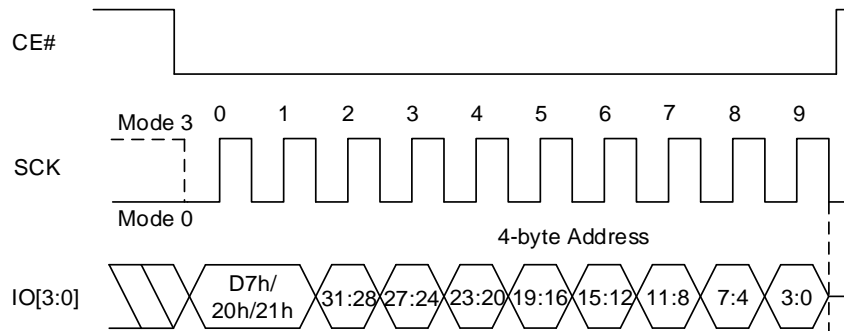 CE#
0 1 2 3 4 5 6 7 8 9
Mode 3
SCK
Mode 0
4-byte Address
IO[3:0]
D7h/
20h/21h
31:28 27:24 23:20 19:16 15:12 11:8 7:4 3:0